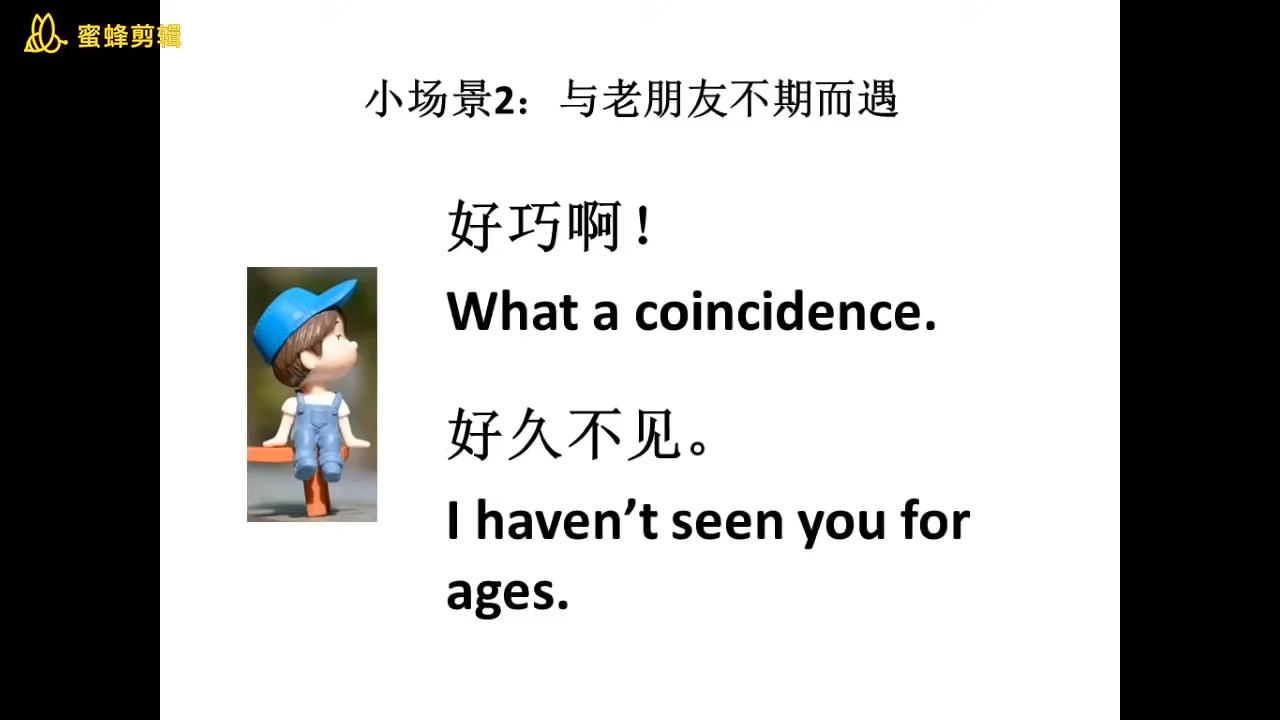 蜜蜂剪辑
小场景2：与老朋友不期而遇
好巧啊！
What a coincidence.
好久不见。
I haven’t seen you for
ages.